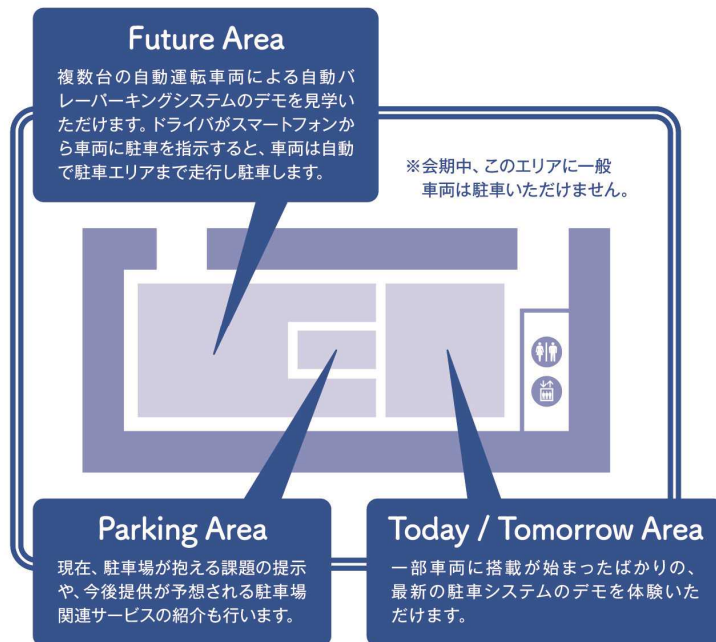 Future Area
複数台の自動運転車両による自動バ
レーパーキングシステムのデモを見学い
ただけます。ドライバがスマートフォンか
ら車両に駐車を指示すると、車両は自動
で駐車エリアまで走行し駐車します。
※会期中、このエリアに一般
車両は駐車いただけません。
Parking Area
現在、駐車場が抱える課題の提示
や、今後提供が予想される駐車場
関連サービスの紹介も行います。
Today / Tomorrow Area
一部車両に搭載が始まったばかりの、
最新の駐車システムのデモを体験いた
だけます。